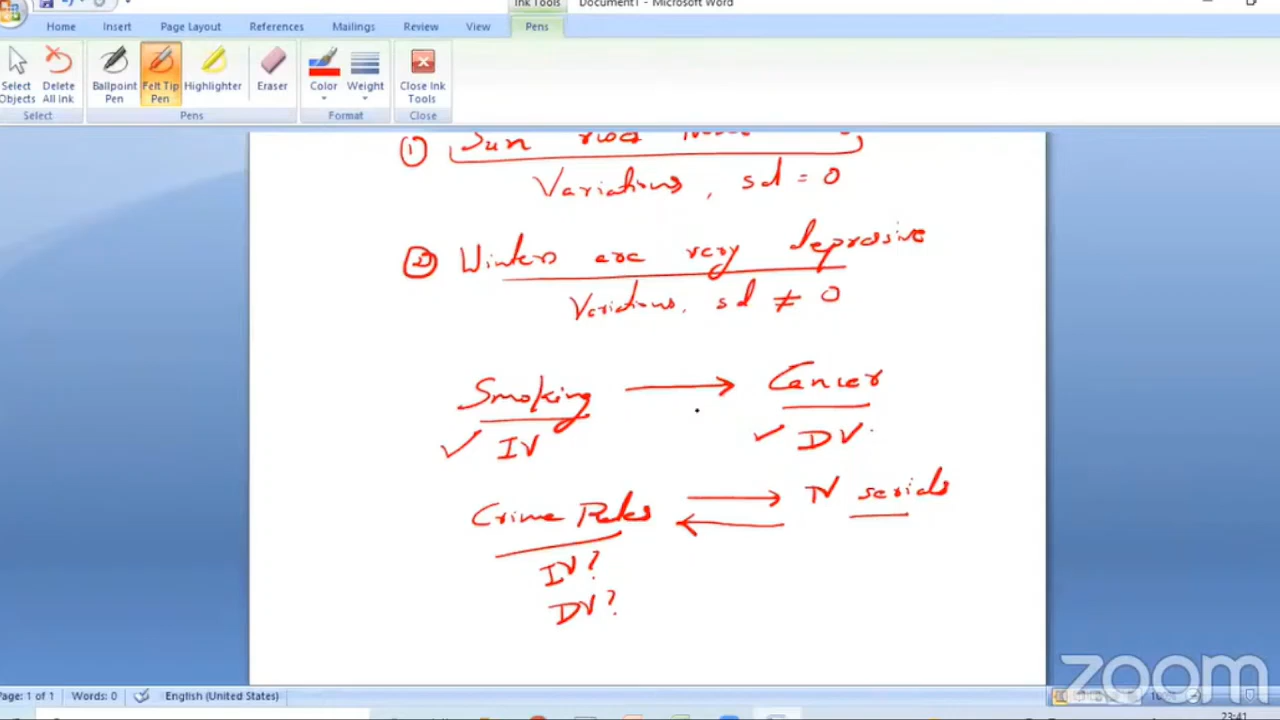 Ink Tools Document1 - Microsoft Word
Home Insert Page Layout References Mailings Review View Pens
Select Objects Delete All Ink Ballpoint Pen Felt Tip Pen Highlighter Eraser Color Weight Close Ink Tools
Select Pens Format Close
① Sun
Variations, sd = 0
② Winters are very depressive
Variations, sd ≠ 0
Smoking → Cancer
✓ IV ✓ DV
Crime Rates → TV serials
←
IV?
DV?
zoom
Page: 1 of 1 Words: 0 English (United States)
23:41